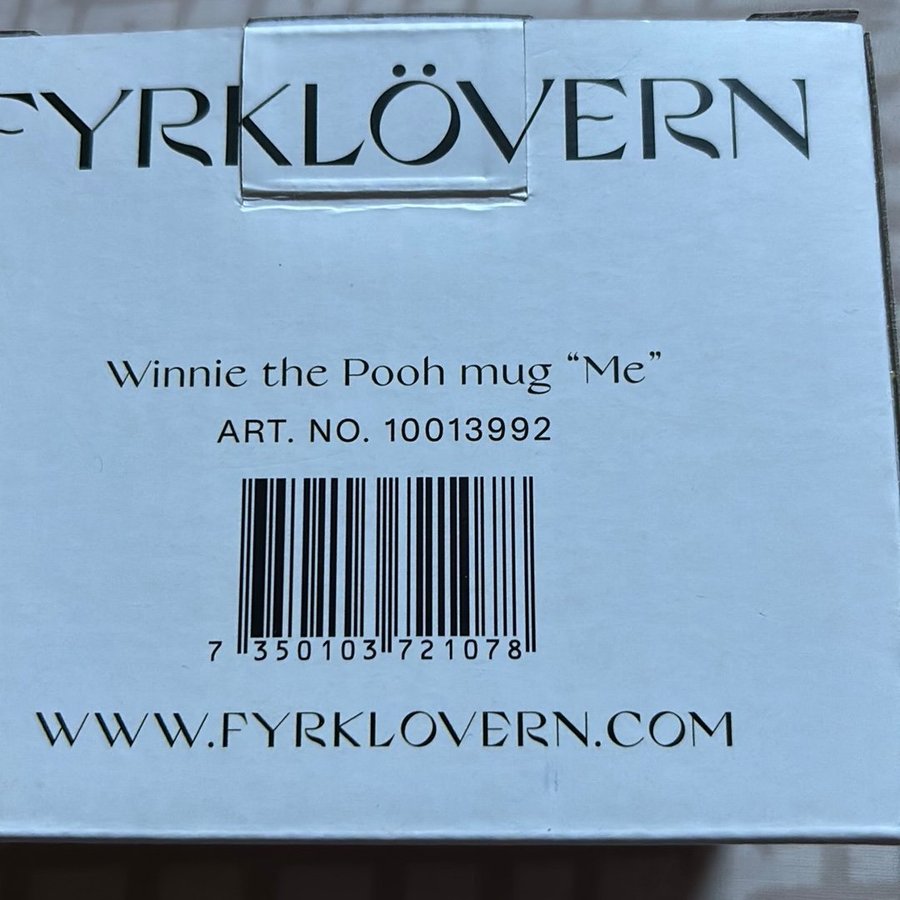 FYRKLÖVERN
Winnie the Pooh mug “Me”
ART. NO. 10013992
7 350103 721078
WWW.FYRKLOVERN.COM